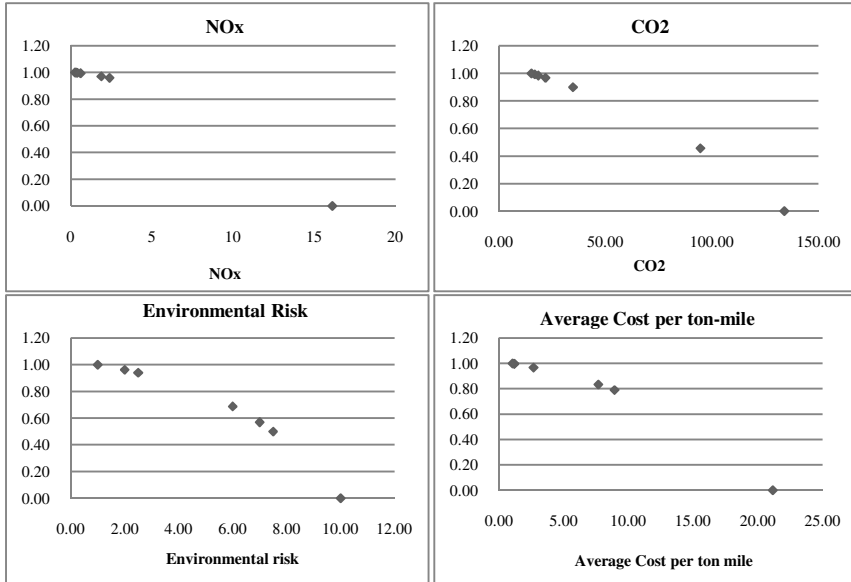 NOx
1.20
1.00
0.80
0.60
0.40
0.20
0.00
0 5 10 15 20
NOx
CO2
1.20
1.00
0.80
0.60
0.40
0.20
0.00
0.00 50.00 100.00 150.00
CO2
Environmental Risk
1.20
1.00
0.80
0.60
0.40
0.20
0.00
0.00 2.00 4.00 6.00 8.00 10.00 12.00
Environmental risk
Average Cost per ton-mile
1.20
1.00
0.80
0.60
0.40
0.20
0.00
0.00 5.00 10.00 15.00 20.00 25.00
Average Cost per ton mile